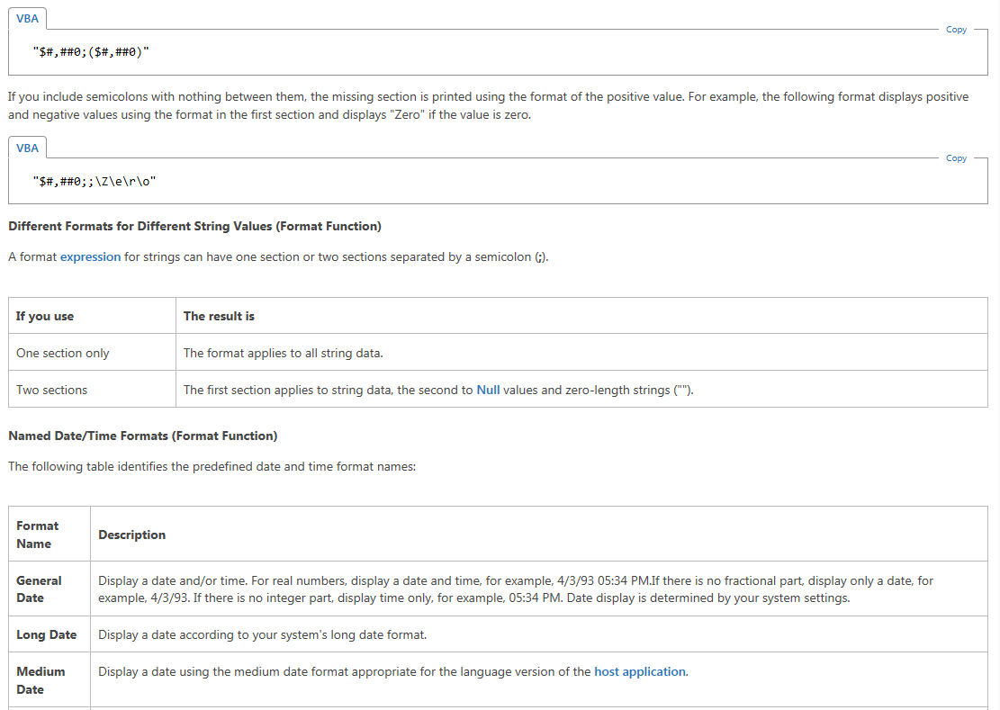 VBA
Copy
"$#,##0;($#,##0)"
If you include semicolons with nothing between them, the missing section is printed using the format of the positive value. For example, the following format displays positive
and negative values using the format in the first section and displays "Zero" if the value is zero.
VBA
Copy
"$#,##0;;\Z\e\r\o"
Different Formats for Different String Values (Format Function)
A format expression for strings can have one section or two sections separated by a semicolon (;).
If you use The result is
One section only The format applies to all string data.
Two sections The first section applies to string data, the second to Null values and zero-length strings ("").
Named Date/Time Formats (Format Function)
The following table identifies the predefined date and time format names:
Format
Name
Description
General
Date
Display a date and/or time. For real numbers, display a date and time, for example, 4/3/93 05:34 PM.If there is no fractional part, display only a date, for
example, 4/3/93. If there is no integer part, display time only, for example, 05:34 PM. Date display is determined by your system settings.
Long Date Display a date according to your system's long date format.
Medium
Date
Display a date using the medium date format appropriate for the language version of the host application.